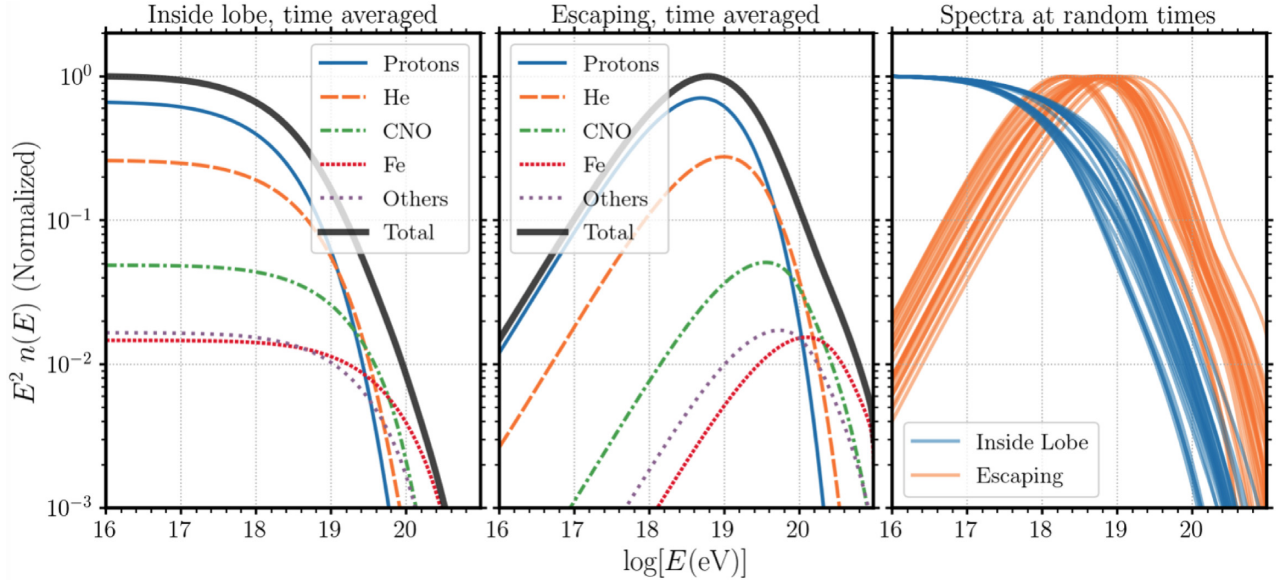 Inside lobe, time averaged
Escaping, time averaged
Spectra at random times
E² n(E) (Normalized)
10⁰
10⁻¹
10⁻²
10⁻³
Protons
He
CNO
Fe
Others
Total
Protons
He
CNO
Fe
Others
Total
Inside Lobe
Escaping
16 17 18 19 20
16 17 18 19 20
16 17 18 19 20
log[E(eV)]